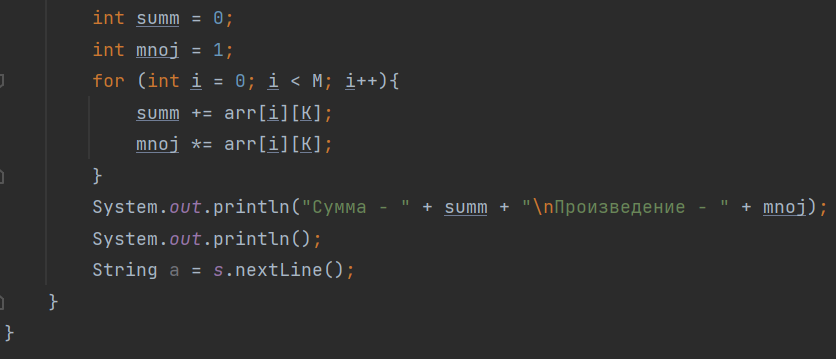 int summ = 0;
int mnoj = 1;
for (int i = 0; i < M; i++){
summ += arr[i][K];
mnoj *= arr[i][K];
}
System.out.println("Сумма - " + summ + "\nПроизведение - " + mnoj);
System.out.println();
String a = s.nextLine();
}
}